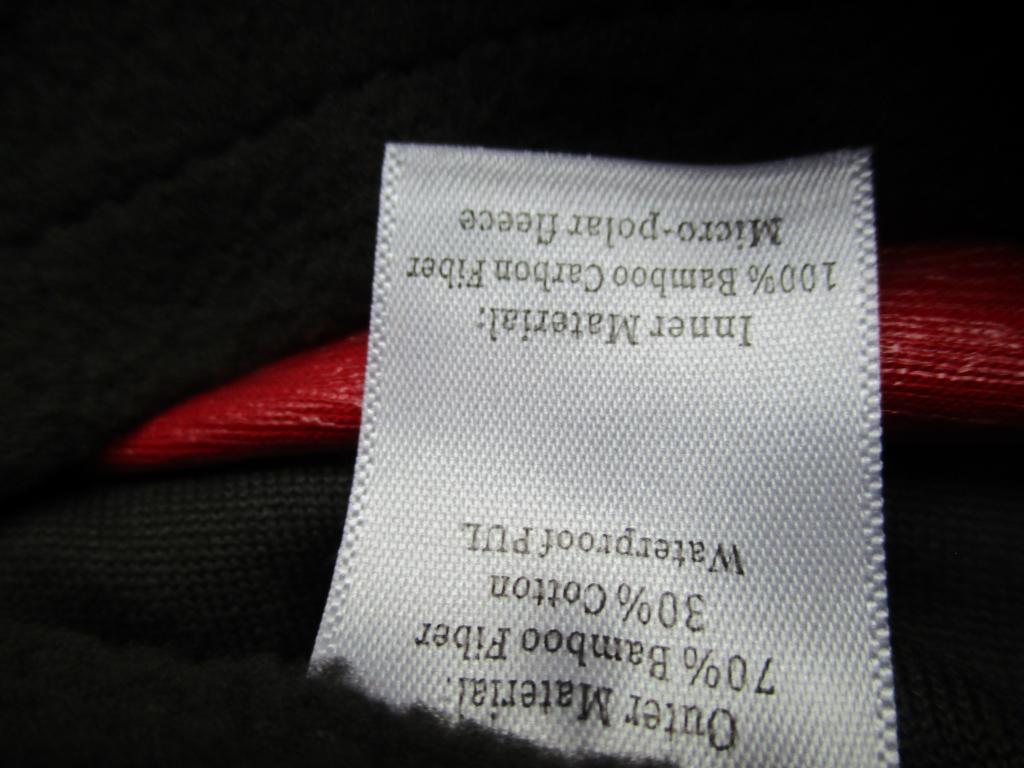 Outer Material:
70% Bamboo Fiber
30% Cotton
Waterproof PUL
Inner Material:
100% Bamboo Carbon Fiber
Micro-polar fleece